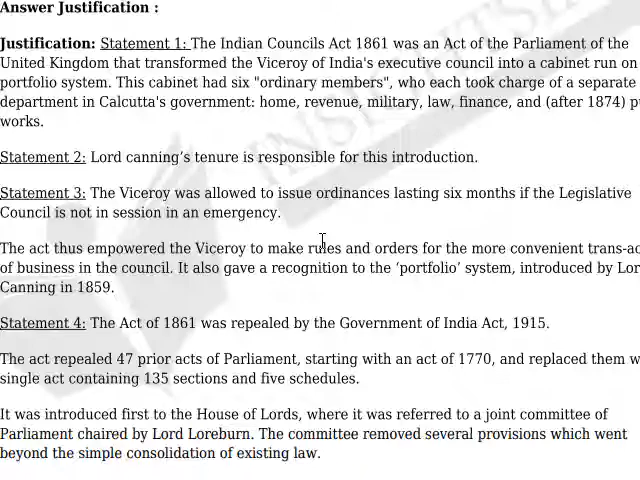 Answer Justification :
Justification: Statement 1: The Indian Councils Act 1861 was an Act of the Parliament of the
United Kingdom that transformed the Viceroy of India's executive council into a cabinet run on
portfolio system. This cabinet had six "ordinary members", who each took charge of a separate
department in Calcutta's government: home, revenue, military, law, finance, and (after 1874) p
works.
Statement 2: Lord canning’s tenure is responsible for this introduction.
Statement 3: The Viceroy was allowed to issue ordinances lasting six months if the Legislative
Council is not in session in an emergency.
The act thus empowered the Viceroy to make rules and orders for the more convenient trans-ac
of business in the council. It also gave a recognition to the ‘portfolio’ system, introduced by Lor
Canning in 1859.
Statement 4: The Act of 1861 was repealed by the Government of India Act, 1915.
The act repealed 47 prior acts of Parliament, starting with an act of 1770, and replaced them w
single act containing 135 sections and five schedules.
It was introduced first to the House of Lords, where it was referred to a joint committee of
Parliament chaired by Lord Loreburn. The committee removed several provisions which went
beyond the simple consolidation of existing law.